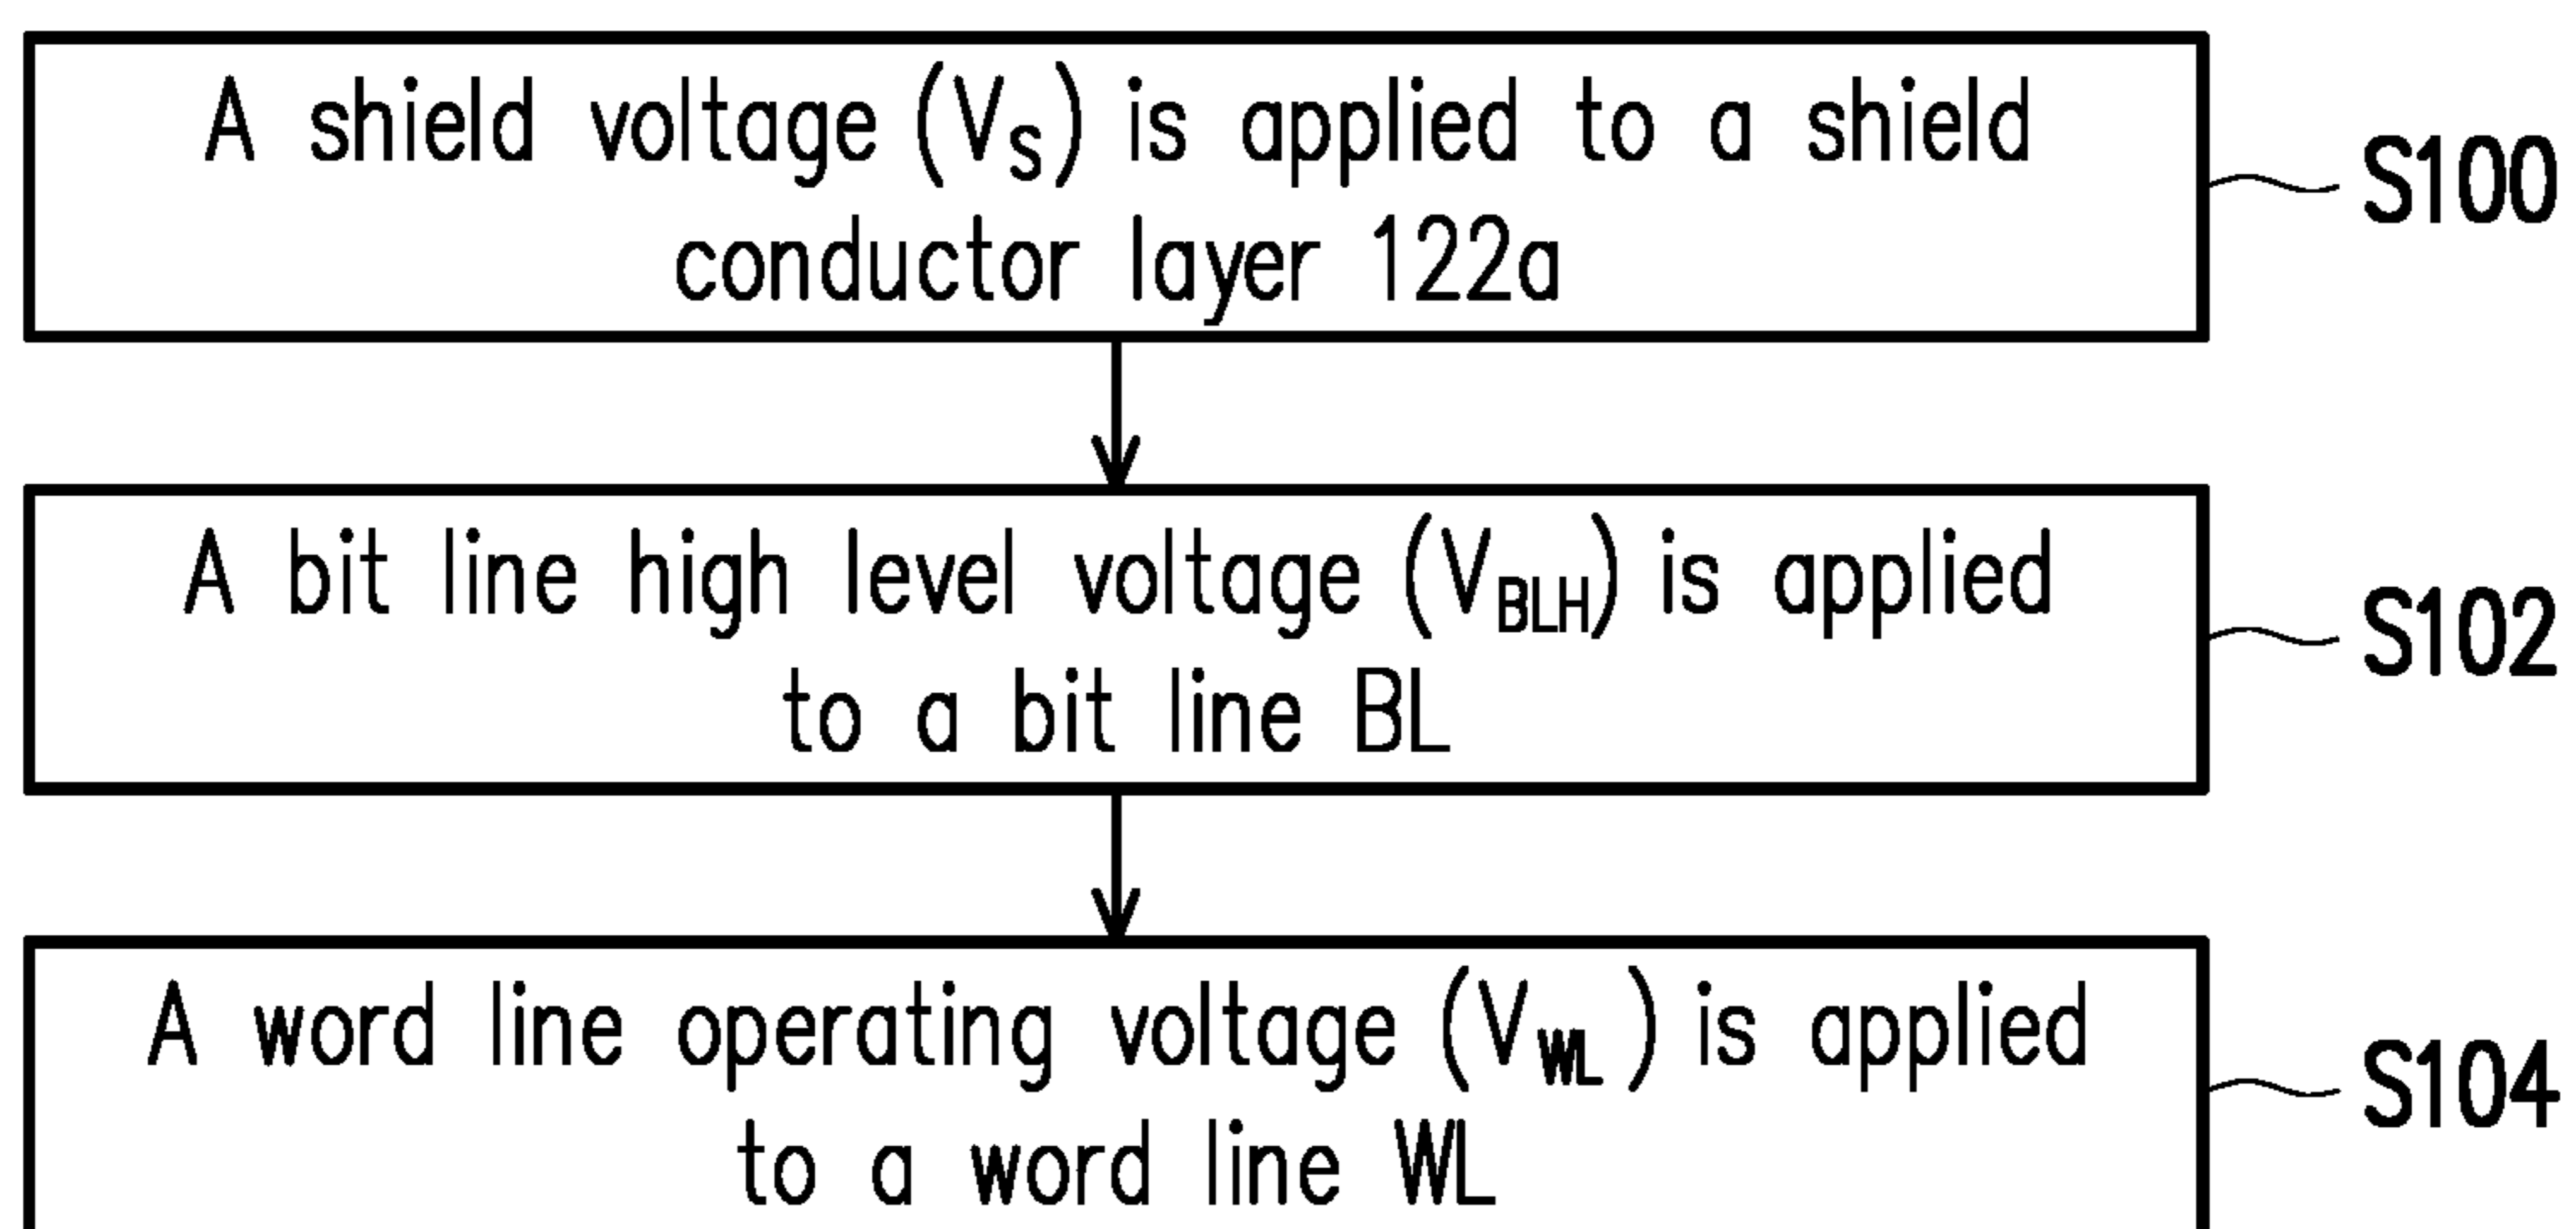 A shield voltage (V_S) is applied to a shield
conductor layer 122a
S100
A bit line high level voltage (V_BLH) is applied
to a bit line BL
S102
A word line operating voltage (V_WL) is applied
to a word line WL
S104